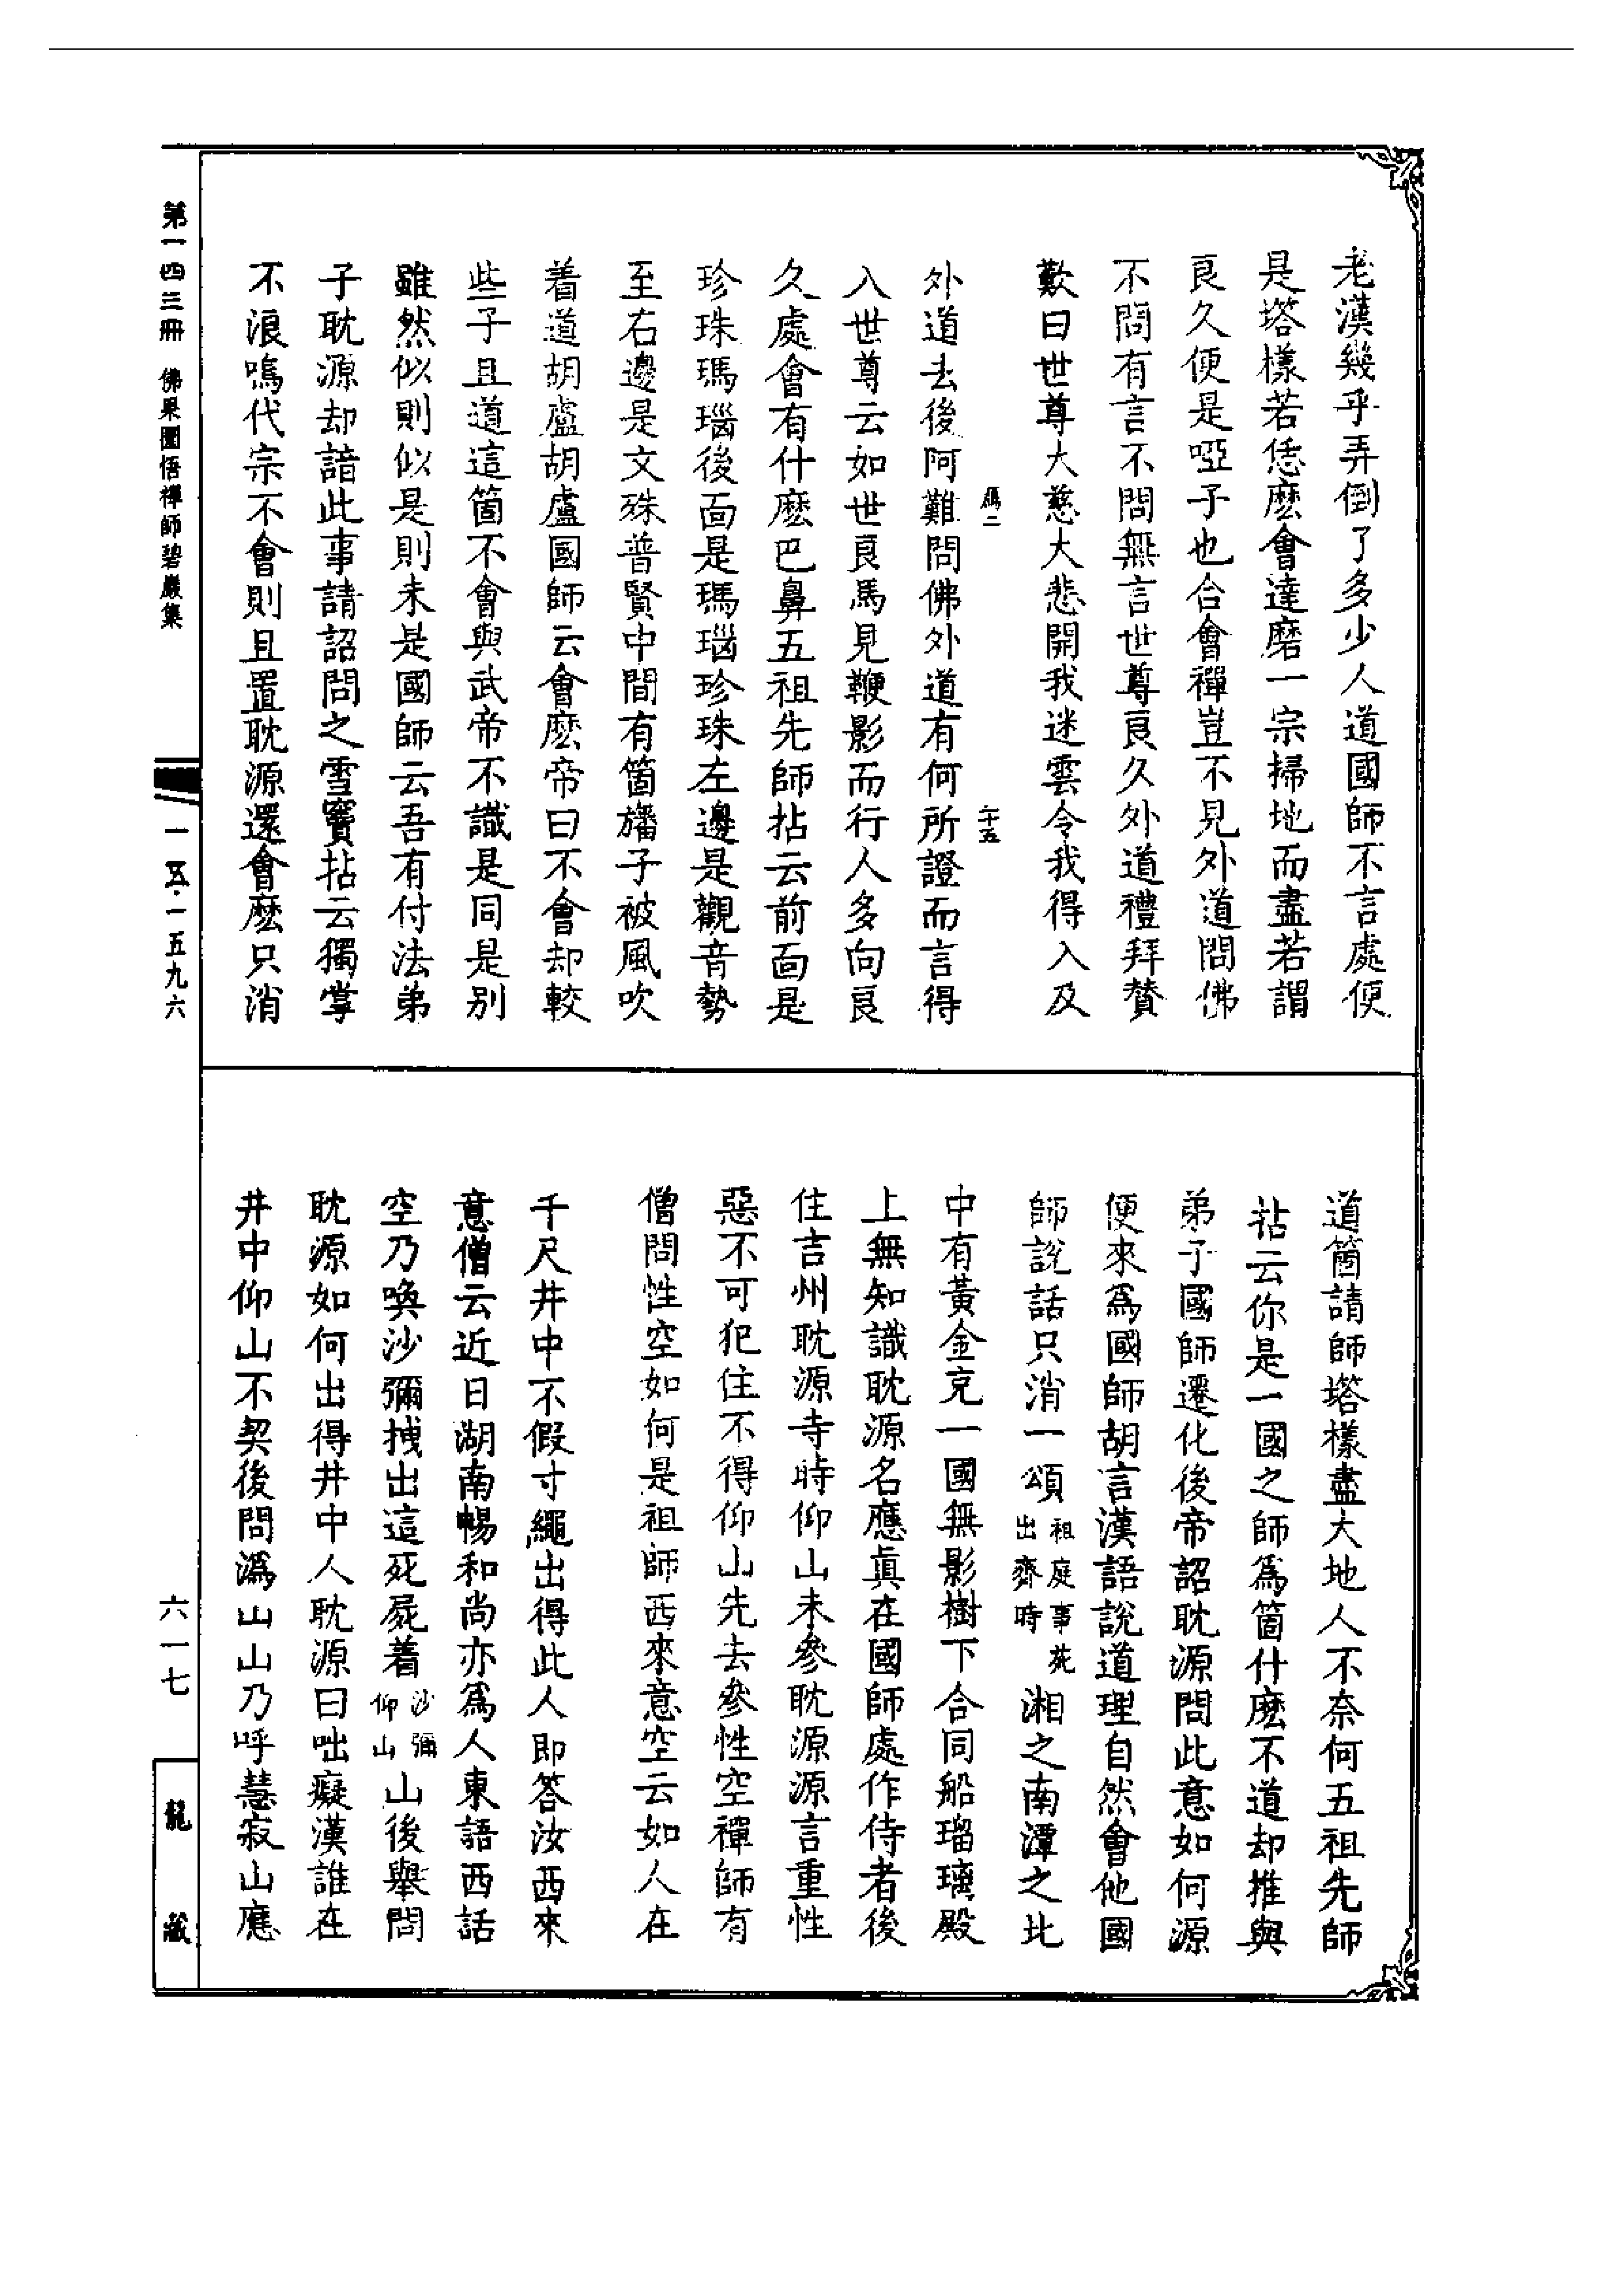 老漢幾乎弄倒了多少人道國師不言處便
是塔樣若恁麽會達磨一宗掃地而盡若謂
良久便是啞子也合會禪豈不見外道問佛
不問有言不問無言世尊良久外道禮拜贊
歎曰世尊大慈大悲開我迷雲令我得入及
二十五
外道去後阿難問佛外道有何所證而言得
入世尊云如世良馬見鞭影而行人多向良
久處會有什麽巴鼻五祖先師拈云前面是
珍珠瑪瑙後面是瑪瑙珍珠左邊是觀音勢
至右邊是文殊普賢中間有箇旛子被風吹
着道胡盧胡盧國師云會麽帝曰不會却較
些子且道這箇不會與武帝不識是同是別
雖然似則似是則未是國師云吾有付法弟
子耽源却諳此事請詔問之雪竇拈云獨掌
不浪鳴代宗不會則且置耽源還會麽只消
道箇請師塔樣盡大地人不奈何五祖先師
拈云你是一國之師爲箇什麽不道却推與
弟子國師遷化後帝詔耽源問此意如何源
便來爲國師胡言漢語說道理自然會他國
師說話只消一頌祖庭事苑出齊時湘之南潭之北
中有黃金充一國無影樹下合同船瑠璃殿
上無知識耽源名應眞在國師處作侍者後
住吉州耽源寺時仰山未參耽源源言重性
惡不可犯住不得仰山先去參性空禪師有
僧問性空如何是祖師西來意空云如人在
千尺井中不假寸繩出得此人即答汝西來
意僧云近日湖南暢和尚亦爲人東語西話
空乃喚沙彌拽出這死屍着沙彌仰山山後舉問
耽源如何出得井中人耽源曰咄癡漢誰在
井中仰山不契後問潙山山乃呼慧寂山應
第一四三冊 佛果圜悟禪師碧巖集
一五·一五九六
六一七
龍藏